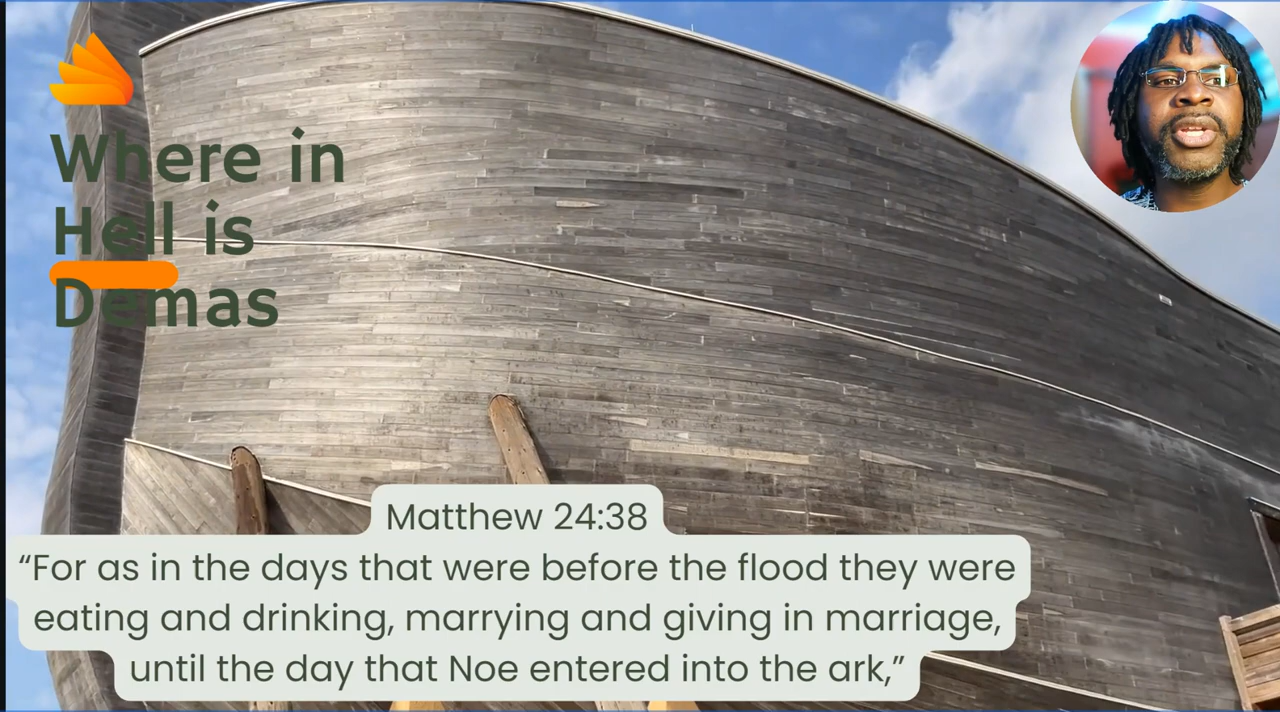 Where in
Hell is
Demas
Matthew 24:38
“For as in the days that were before the flood they were
eating and drinking, marrying and giving in marriage,
until the day that Noe entered into the ark,”